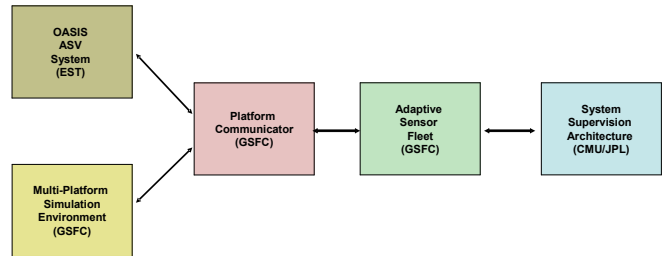 OASIS
ASV
System
(EST)
Platform
Communicator
(GSFC)
Adaptive
Sensor
Fleet
(GSFC)
System
Supervision
Architecture
(CMU/JPL)
Multi-Platform
Simulation
Environment
(GSFC)